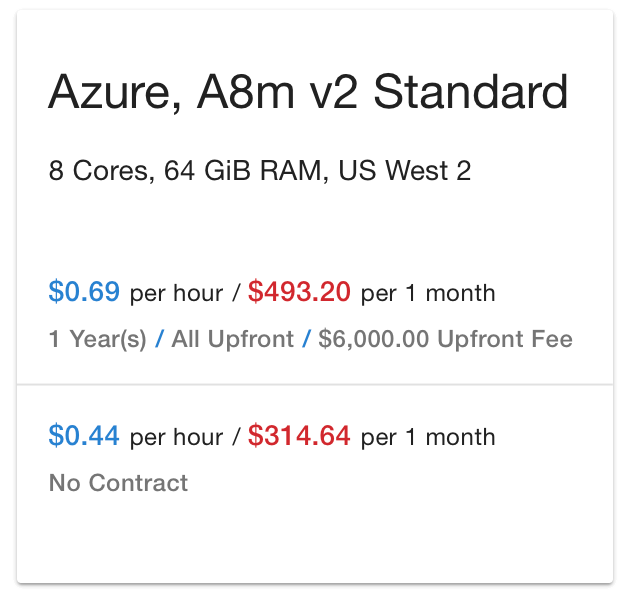 Azure, A8m v2 Standard
8 Cores, 64 GiB RAM, US West 2
$0.69 per hour / $493.20 per 1 month
1 Year(s) / All Upfront / $6,000.00 Upfront Fee
$0.44 per hour / $314.64 per 1 month
No Contract